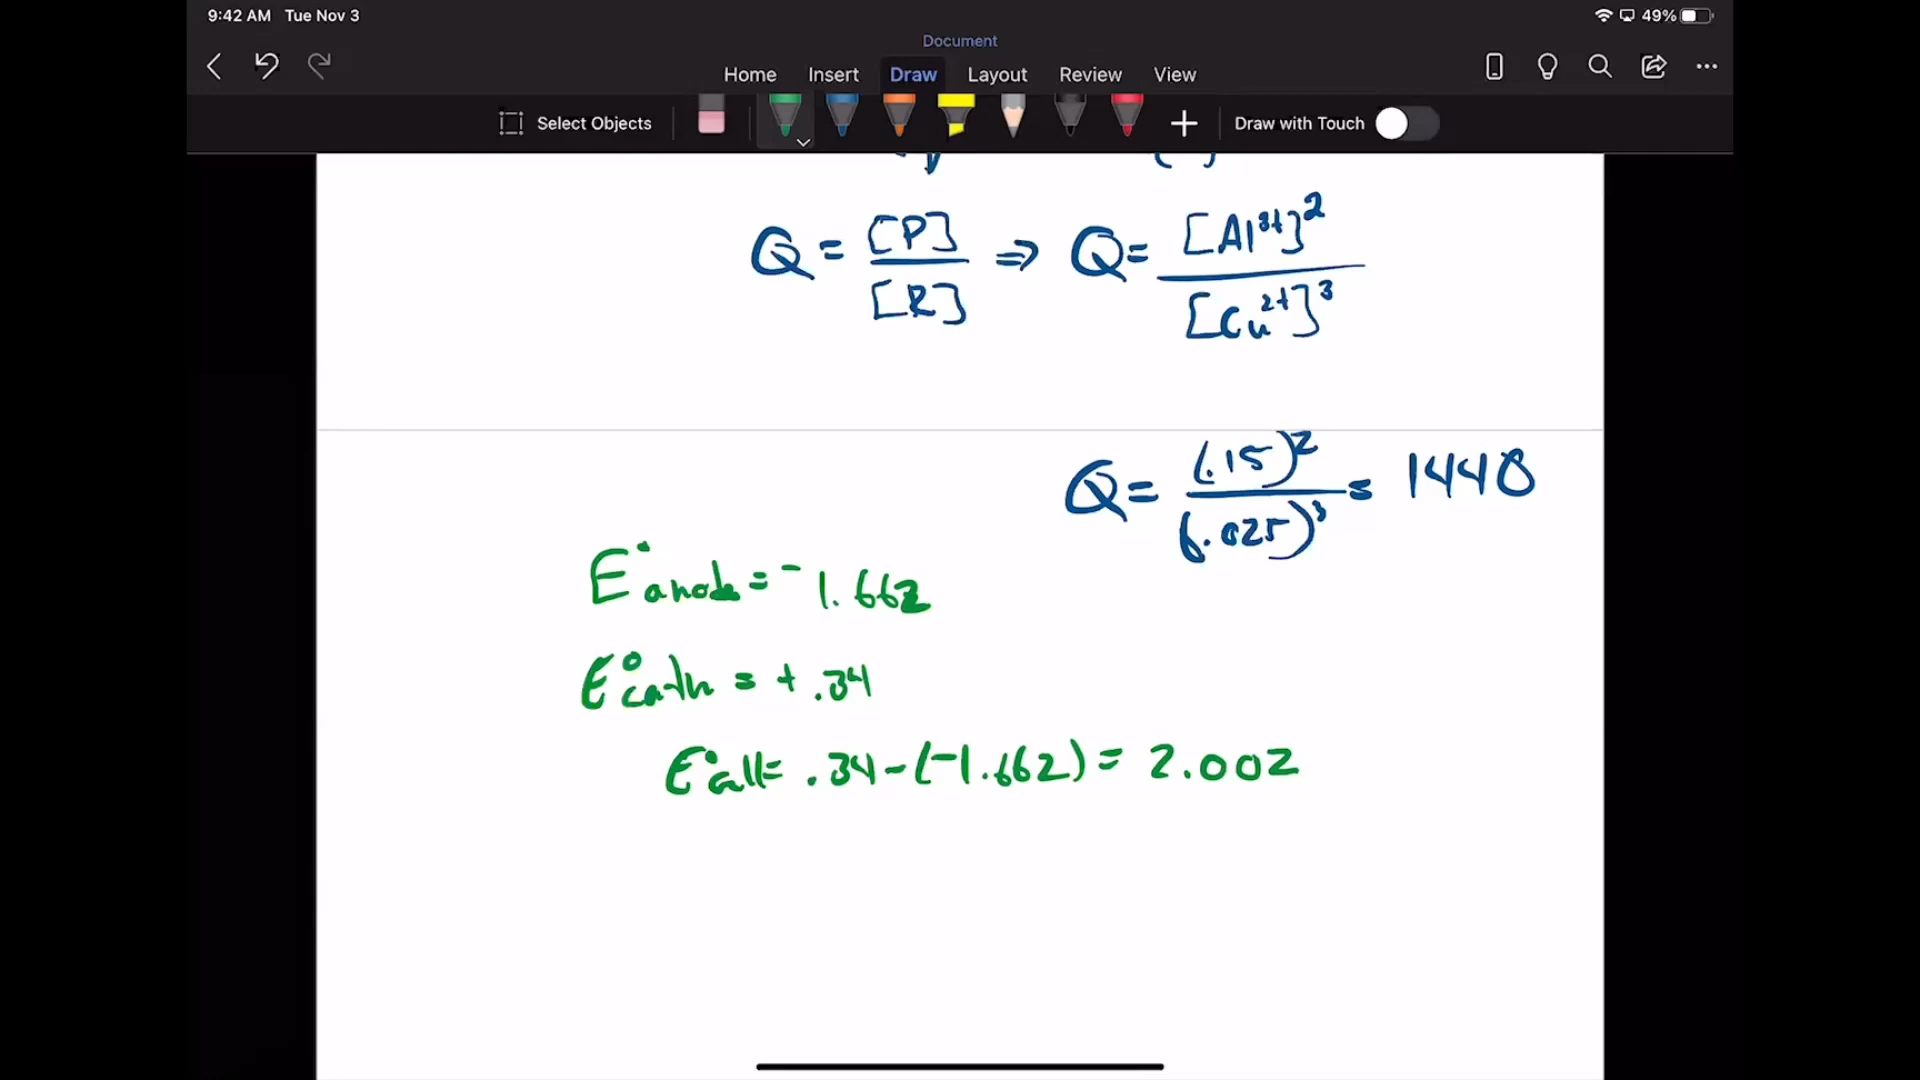 9:42 AM Tue Nov 3
49%
Document
Home Insert Draw Layout Review View
Select Objects
Draw with Touch
Q = [P] / [R] ⇒ Q = [Al³⁺]² / [Cu²⁺]³
Q = (.15)² / (.025)³ = 1440
E° anode = -1.662
E° cath = + .34
E° cell = .34 - (-1.662) = 2.002